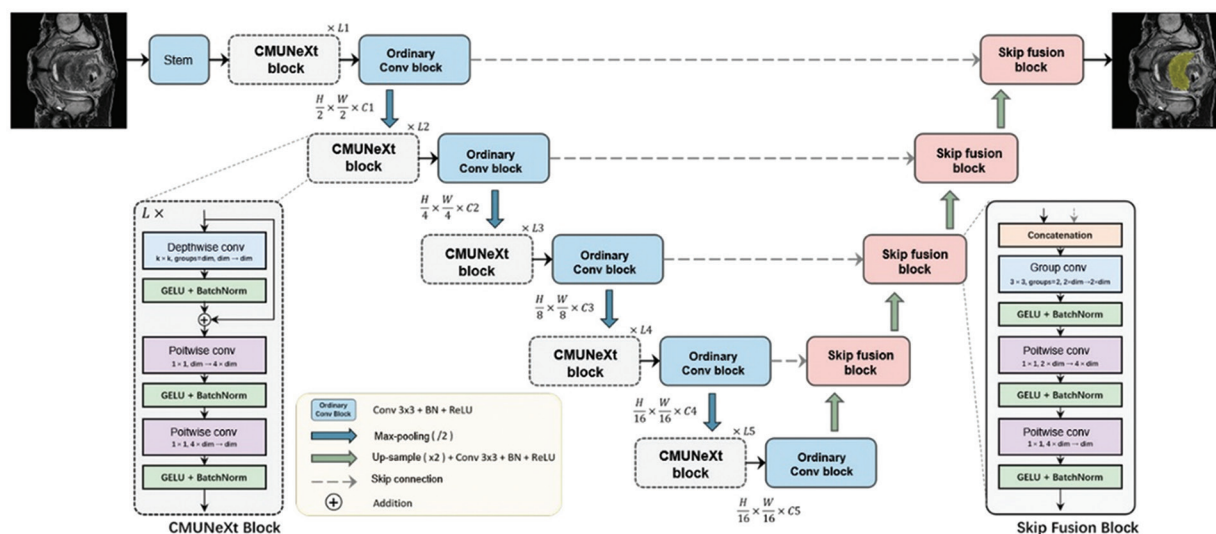 Stem
CMUNeXt
block
× L1
Ordinary
Conv block
Skip fusion
block
H/2 × W/2 × C1
CMUNeXt
block
× L2
Ordinary
Conv block
Skip fusion
block
H/4 × W/4 × C2
CMUNeXt
block
× L3
Ordinary
Conv block
Skip fusion
block
H/8 × W/8 × C3
CMUNeXt
block
× L4
Ordinary
Conv block
Skip fusion
block
H/16 × W/16 × C4
CMUNeXt
block
× L5
Ordinary
Conv block
H/16 × W/16 × C5
L ×
Depthwise conv
k × k, groups=dim, dim → dim
GELU + BatchNorm
Poitwise conv
1 × 1, dim → 4 × dim
GELU + BatchNorm
Poitwise conv
1 × 1, 4 × dim → dim
GELU + BatchNorm
CMUNeXt Block
Ordinary
Conv Block
Conv 3x3 + BN + ReLU
Max-pooling ( /2 )
Up-sample ( x2 ) + Conv 3x3 + BN + ReLU
Skip connection
Addition
Concatenation
Group conv
3 × 3, groups=2, 2×dim→2×dim
GELU + BatchNorm
Poitwise conv
1 × 1, 2 × dim → 4 × dim
GELU + BatchNorm
Poitwise conv
1 × 1, 4 × dim → dim
GELU + BatchNorm
Skip Fusion Block